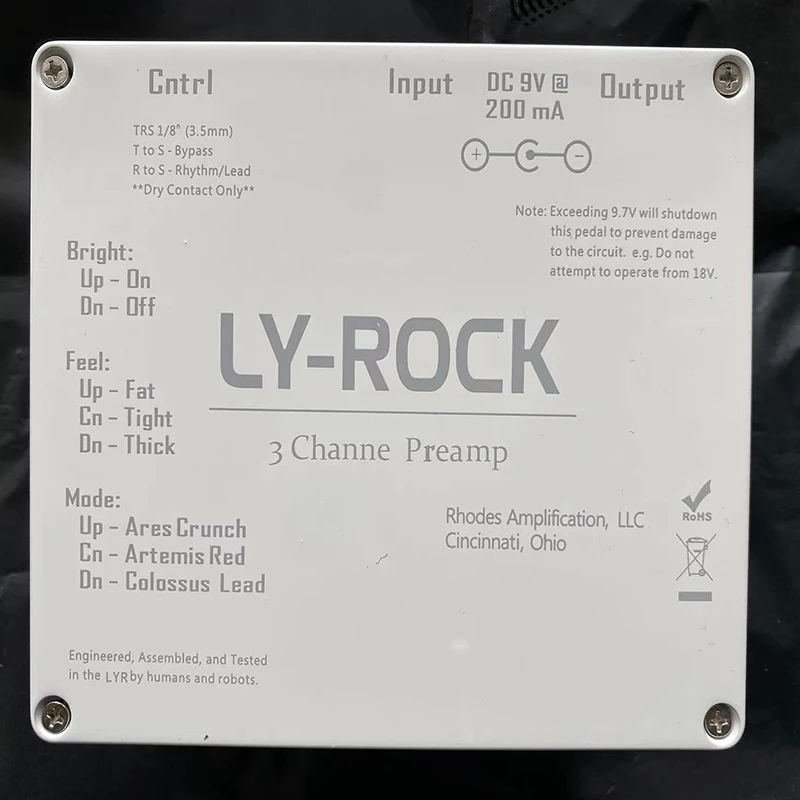 Cntrl
Input
DC 9V @
200 mA
Output
TRS 1/8" (3.5mm)
T to S - Bypass
R to S - Rhythm/Lead
**Dry Contact Only**
+
-
Note: Exceeding 9.7V will shutdown
this pedal to prevent damage
to the circuit. e.g. Do not
attempt to operate from 18V.
Bright:
Up - On
Dn - Off
LY-ROCK
Feel:
Up - Fat
Cn - Tight
Dn - Thick
3 Channe Preamp
Mode:
Up - Ares Crunch
Cn - Artemis Red
Dn - Colossus Lead
Rhodes Amplification, LLC
Cincinnati, Ohio
RoHS
Engineered, Assembled, and Tested
in the LYR by humans and robots.